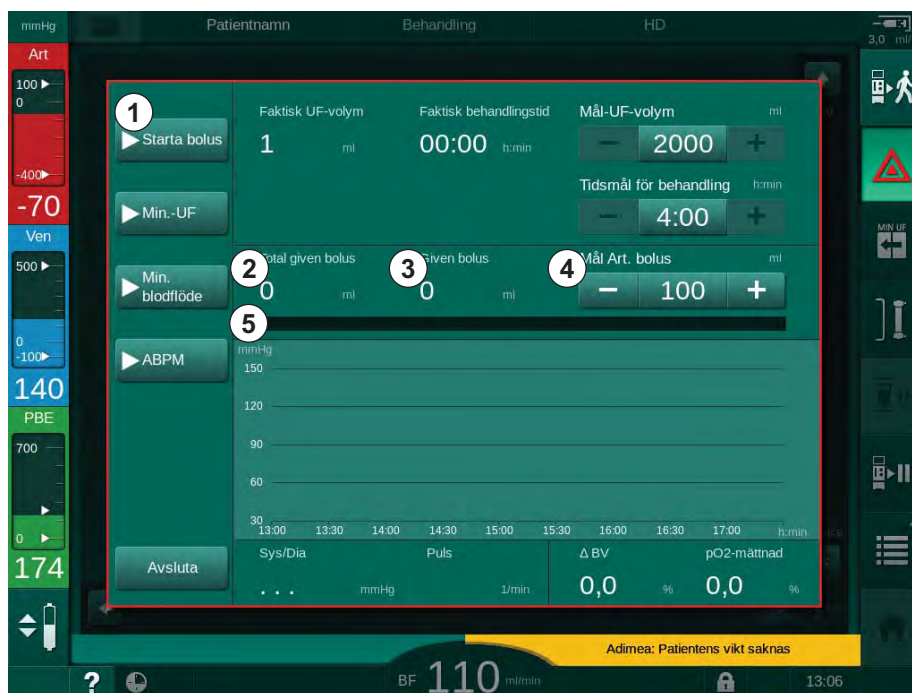 mmHg
Patientnamn
Behandling
HD
3,0 ml/
Art
100
0
-400
-70
Ven
500
0
-100
140
PBE
700
0
174
1
Starta bolus
Min.-UF
Min.
blodflöde
ABPM
Avsluta
Faktisk UF-volym
1 ml
Faktisk behandlingstid
00:00 h:min
Mål-UF-volym ml
− 2000 +
Tidsmål för behandling h:min
− 4:00 +
2
Total given bolus
0 ml
3
Given bolus
0 ml
4
Mål Art. bolus ml
− 100 +
5
mmHg
150
120
90
60
30
13:00 13:30 14:00 14:30 15:00 15:30 16:00 16:30 17:00 h:min
Sys/Dia
. . . mmHg
Puls
1/min
Δ BV
0,0 %
pO2-mättnad
0,0 %
MIN UF
Adimea: Patientens vikt saknas
?
BF 110 ml/min
13:06